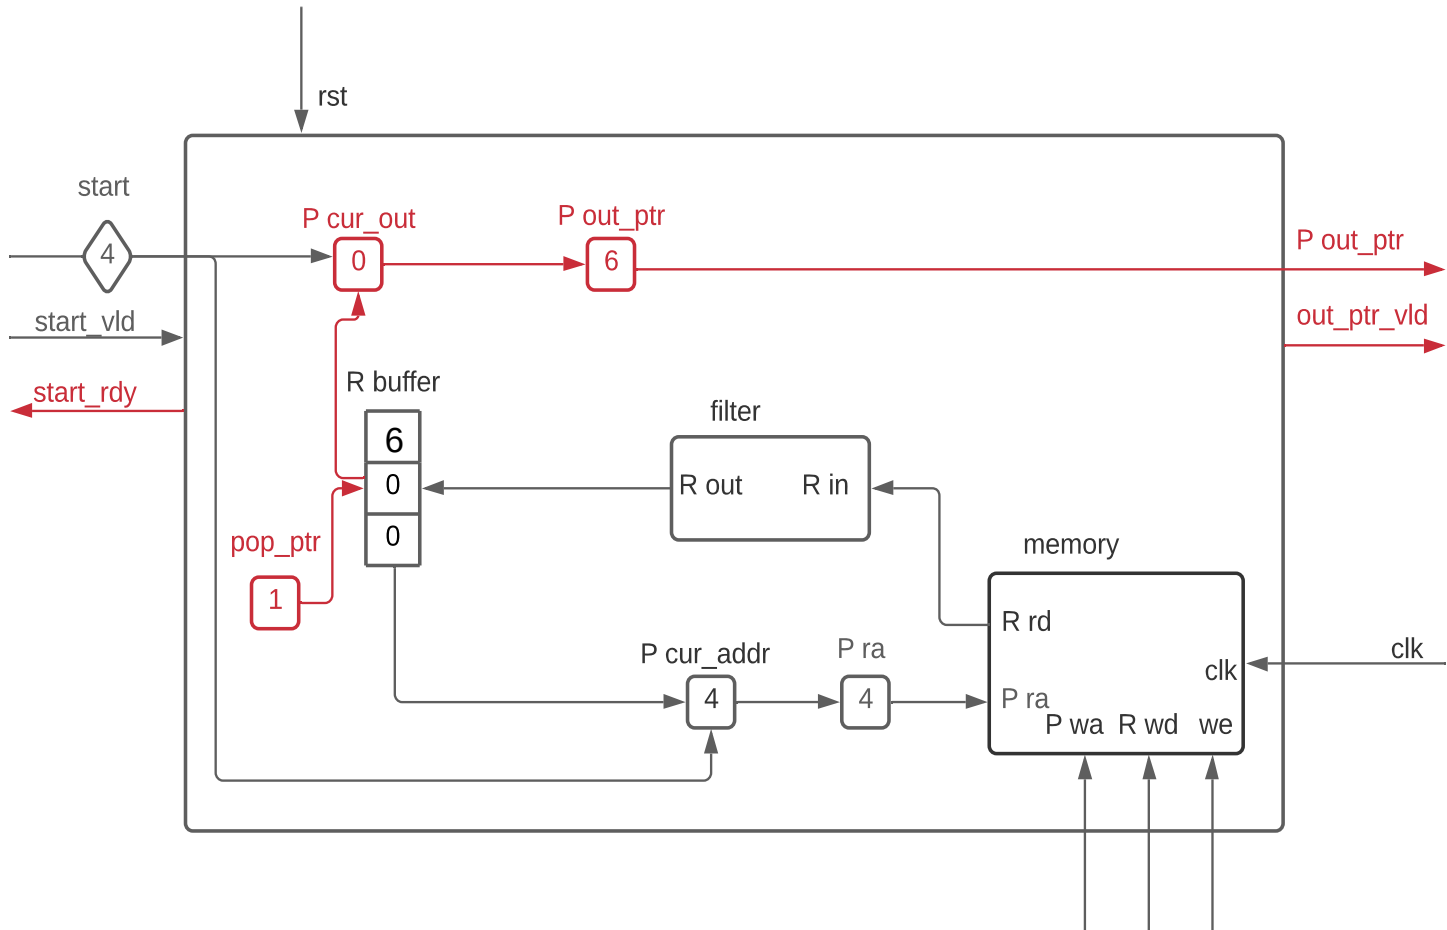 rst
start
4
start_vld
start_rdy
P cur_out
0
P out_ptr
6
P out_ptr
out_ptr_vld
R buffer
6
0
0
pop_ptr
1
filter
R out
R in
memory
R rd
clk
P ra
P wa
R wd
we
clk
P cur_addr
4
P ra
4